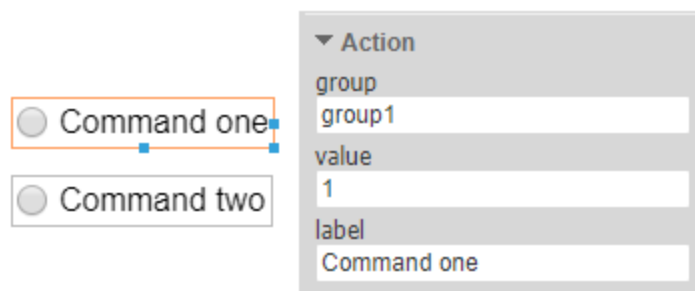 Command one
Command two
Action
group
group1
value
1
label
Command one